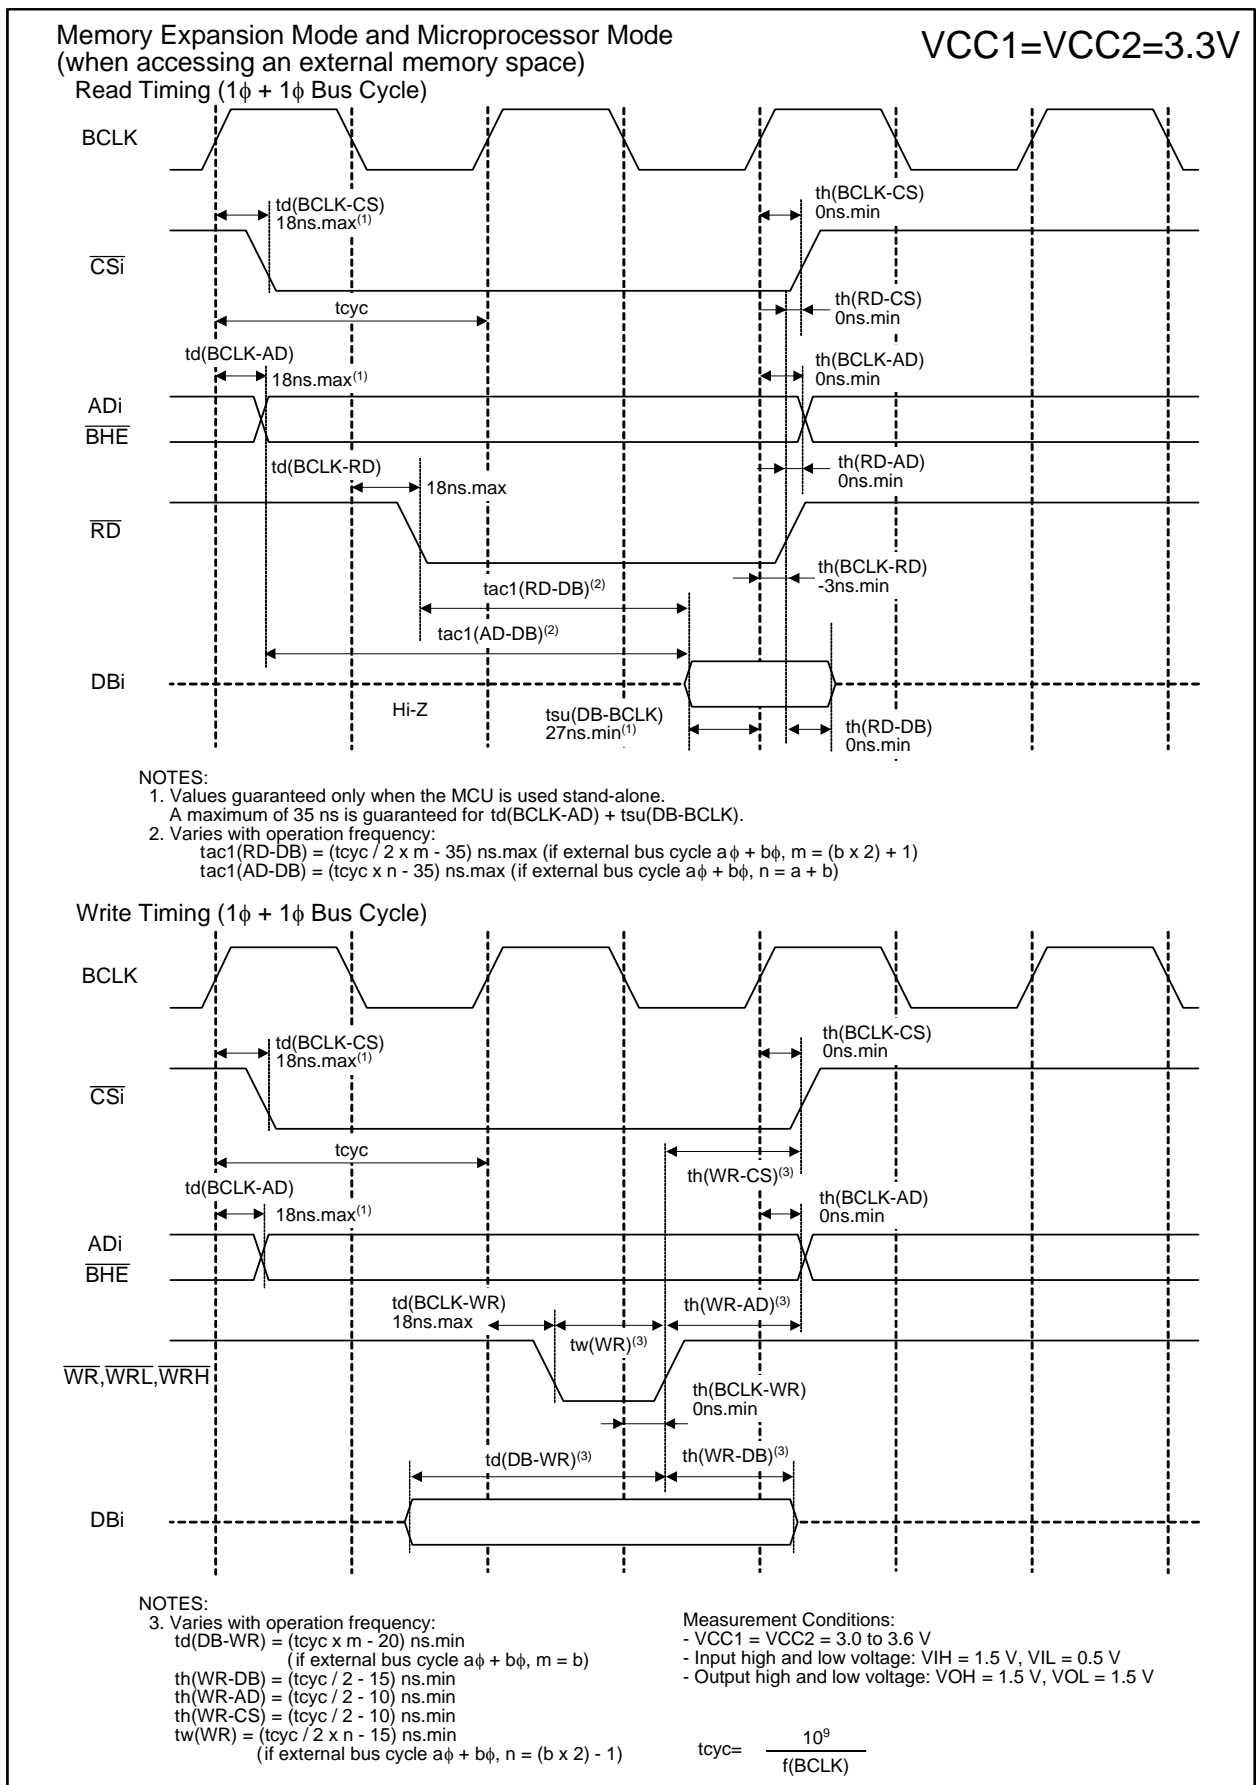 Memory Expansion Mode and Microprocessor Mode
(when accessing an external memory space)
VCC1=VCC2=3.3V
Read Timing (1ϕ + 1ϕ Bus Cycle)
BCLK
td(BCLK-CS)
18ns.max(1)
th(BCLK-CS)
0ns.min
CSi
tcyc
th(RD-CS)
0ns.min
td(BCLK-AD)
18ns.max(1)
th(BCLK-AD)
0ns.min
ADi
BHE
td(BCLK-RD)
18ns.max
th(RD-AD)
0ns.min
RD
th(BCLK-RD)
-3ns.min
tac1(RD-DB)(2)
tac1(AD-DB)(2)
DBi
Hi-Z
tsu(DB-BCLK)
27ns.min(1)
th(RD-DB)
0ns.min
NOTES:
1. Values guaranteed only when the MCU is used stand-alone.
A maximum of 35 ns is guaranteed for td(BCLK-AD) + tsu(DB-BCLK).
2. Varies with operation frequency:
tac1(RD-DB) = (tcyc / 2 x m - 35) ns.max (if external bus cycle aϕ + bϕ, m = (b x 2) + 1)
tac1(AD-DB) = (tcyc x n - 35) ns.max (if external bus cycle aϕ + bϕ, n = a + b)
Write Timing (1ϕ + 1ϕ Bus Cycle)
BCLK
td(BCLK-CS)
18ns.max(1)
th(BCLK-CS)
0ns.min
CSi
tcyc
th(WR-CS)(3)
td(BCLK-AD)
18ns.max(1)
th(BCLK-AD)
0ns.min
ADi
BHE
td(BCLK-WR)
18ns.max
tw(WR)(3)
th(WR-AD)(3)
WR,WRL,WRH
th(BCLK-WR)
0ns.min
td(DB-WR)(3)
th(WR-DB)(3)
DBi
NOTES:
3. Varies with operation frequency:
td(DB-WR) = (tcyc x m - 20) ns.min
(if external bus cycle aϕ + bϕ, m = b)
th(WR-DB) = (tcyc / 2 - 15) ns.min
th(WR-AD) = (tcyc / 2 - 10) ns.min
th(WR-CS) = (tcyc / 2 - 10) ns.min
tw(WR) = (tcyc / 2 x n - 15) ns.min
(if external bus cycle aϕ + bϕ, n = (b x 2) - 1)
Measurement Conditions:
- VCC1 = VCC2 = 3.0 to 3.6 V
- Input high and low voltage: VIH = 1.5 V, VIL = 0.5 V
- Output high and low voltage: VOH = 1.5 V, VOL = 1.5 V
tcyc= 10⁹
f(BCLK)